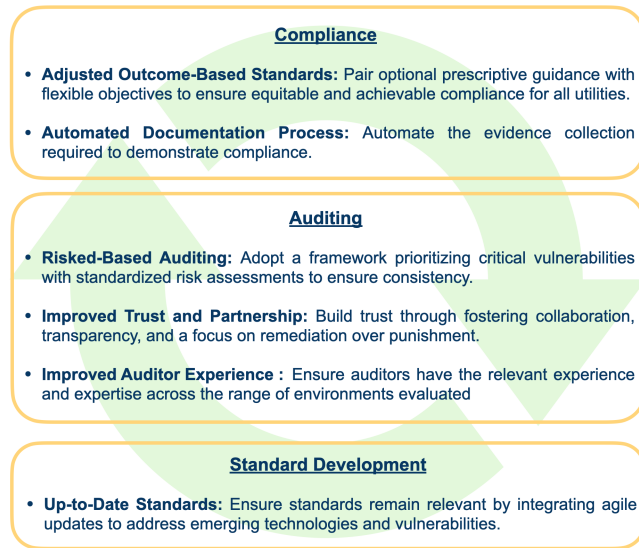 Compliance
• Adjusted Outcome-Based Standards: Pair optional prescriptive guidance with
flexible objectives to ensure equitable and achievable compliance for all utilities.
• Automated Documentation Process: Automate the evidence collection
required to demonstrate compliance.
Auditing
• Risked-Based Auditing: Adopt a framework prioritizing critical vulnerabilities
with standardized risk assessments to ensure consistency.
• Improved Trust and Partnership: Build trust through fostering collaboration,
transparency, and a focus on remediation over punishment.
• Improved Auditor Experience : Ensure auditors have the relevant experience
and expertise across the range of environments evaluated
Standard Development
• Up-to-Date Standards: Ensure standards remain relevant by integrating agile
updates to address emerging technologies and vulnerabilities.